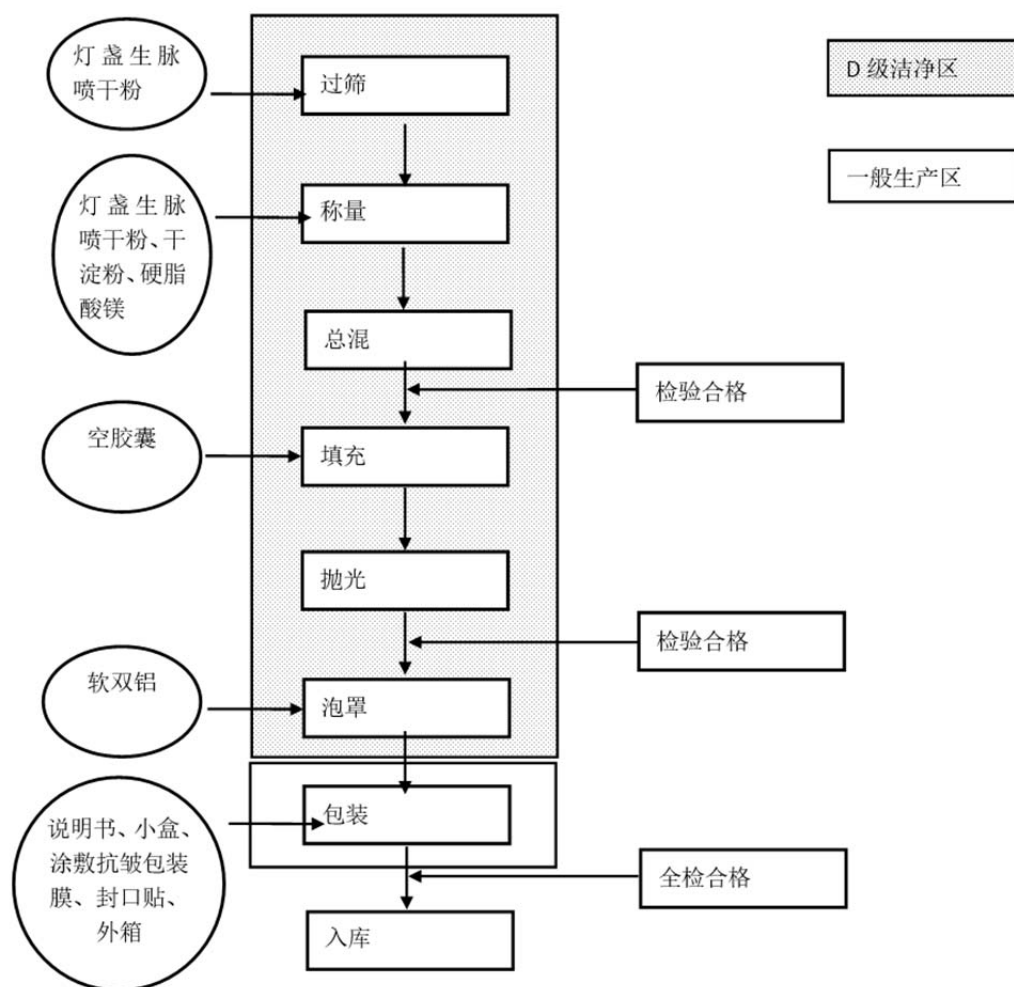 灯盏生脉
喷干粉
过筛
D 级洁净区
一般生产区
灯盏生脉
喷干粉、干
淀粉、硬脂
酸镁
称量
总混
检验合格
空胶囊
填充
抛光
检验合格
软双铝
泡罩
说明书、小盒、
涂敷抗皱包装
膜、封口贴、
外箱
包装
全检合格
入库